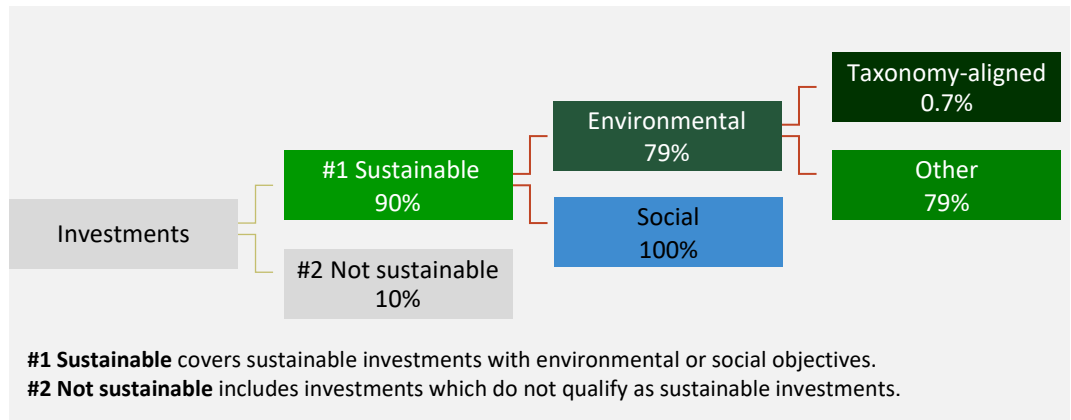 Taxonomy-aligned
0.7%
Environmental
79%
#1 Sustainable
90%
Other
79%
Social
100%
Investments
#2 Not sustainable
10%
#1 Sustainable covers sustainable investments with environmental or social objectives.
#2 Not sustainable includes investments which do not qualify as sustainable investments.